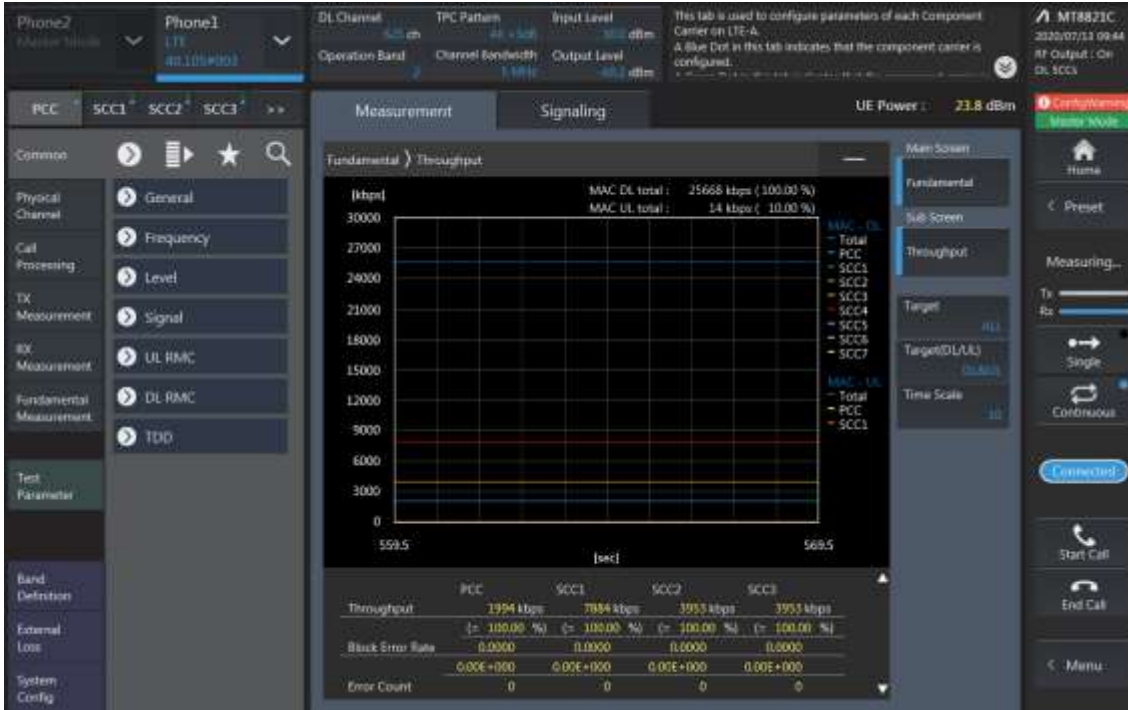 Phone2
Phone1
LTE
DL Channel
525 ch
TPC Pattern
Input Level
dBm
Operation Band
2
Channel Bandwidth
5 MHz
Output Level
dBm
This tab is used to configure parameters of each Component
Carrier on LTE-A.
A Blue Dot in this tab indicates that the component carrier is
configured.
MT8821C
2020/07/13 09:44
RF Output : On
DL 5CCs
PCC
SCC1
SCC2
SCC3
>>
Measurement
Signaling
UE Power :
23.8 dBm
ConfigWarning
Master Mode
Common
Physical
Channel
Call
Processing
TX
Measurement
RX
Measurement
Fundamental
Measurement
Test
Parameter
Band
Definition
External
Loss
System
Config
General
Frequency
Level
Signal
UL RMC
DL RMC
TDD
Fundamental ⟩ Throughput
[kbps]
MAC DL total : 25668 kbps ( 100.00 %)
MAC UL total : 14 kbps ( 10.00 %)
30000
27000
24000
21000
18000
15000
12000
9000
6000
3000
0
559.5
569.5
[sec]
MAC - DL
Total
PCC
SCC1
SCC2
SCC3
SCC4
SCC5
SCC6
SCC7
MAC - UL
Total
PCC
SCC1
PCC SCC1 SCC2 SCC3
Throughput 1994 kbps 7884 kbps 3953 kbps 3953 kbps
(= 100.00 %) (= 100.00 %) (= 100.00 %) (= 100.00 %)
Block Error Rate 0.0000 0.0000 0.0000 0.0000
0.00E+000 0.00E+000 0.00E+000 0.00E+000
Error Count 0 0 0 0
Main Screen
Fundamental
Sub Screen
Throughput
Target
ALL
Target(DL/UL)
DL&UL
Time Scale
10
Home
< Preset
Measuring...
Tx
Rx
Single
Continuous
Connected
Start Call
End Call
< Menu